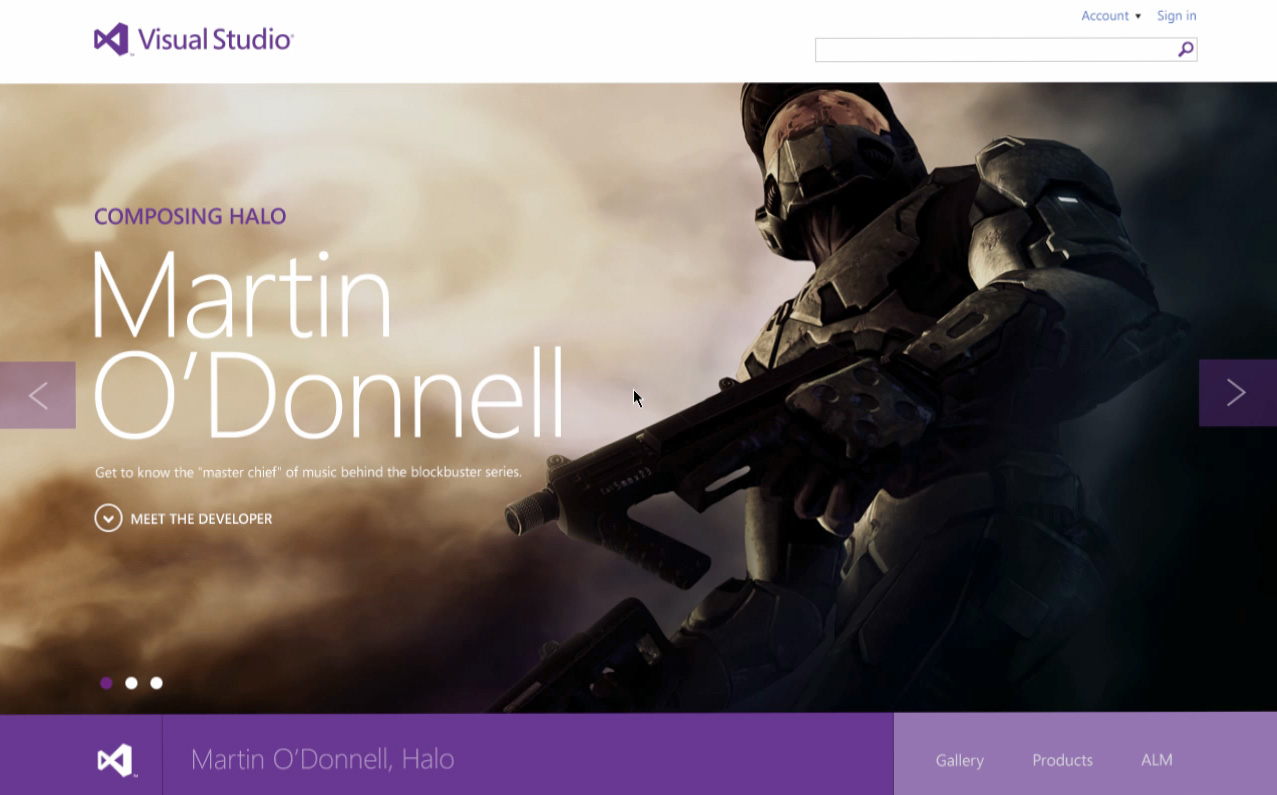 Account
Sign in
Visual Studio
COMPOSING HALO
Martin
O'Donnell
Get to know the "master chief" of music behind the blockbuster series.
MEET THE DEVELOPER
Martin O'Donnell, Halo
Gallery
Products
ALM